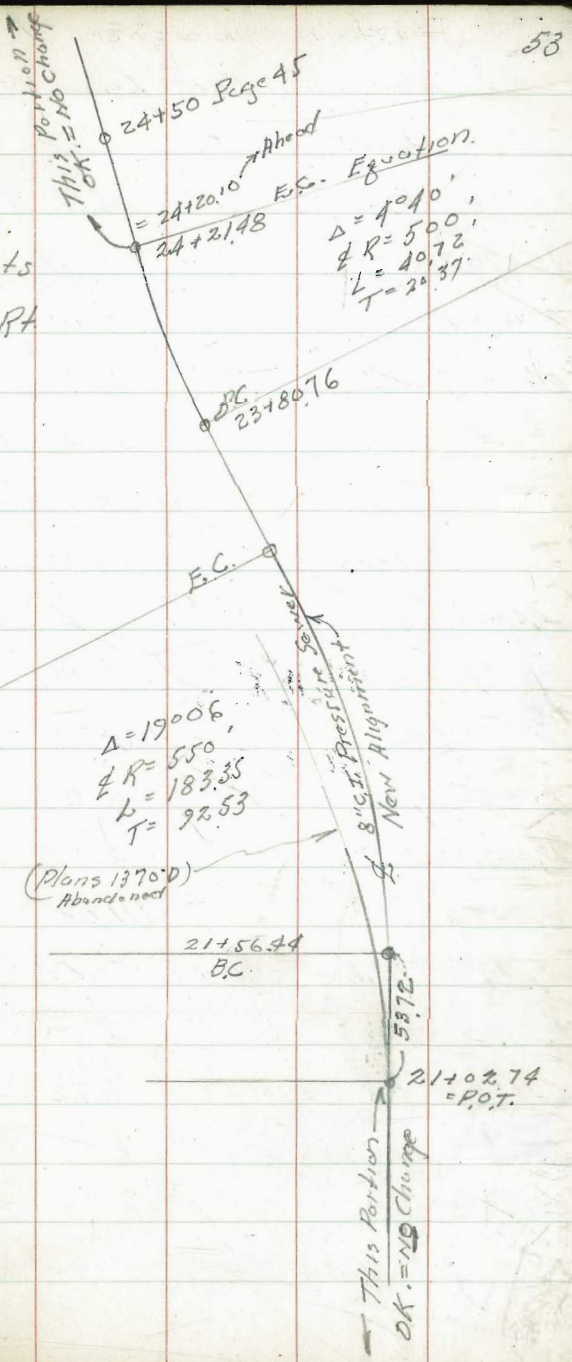 53
This Portion
OK. = NO Change
24+50 Page 45
= 24+20.10 Ahead
24+21.48
E.C. Equation.
Δ = 4°40'
℄ R = 500'
L = 40.72
T = 20.37
ts
Rt
B.C.
23+80.76
E.C.
8" C.I. Pressure Sewer
New Alignment
℄
Δ = 19°06'
℄ R = 550'
L = 183.35
T = 92.53
(Plans 1370-D)
Abandoned
21+56.44
B.C.
53.72
21+02.74
= P.O.T.
This Portion
OK. = NO Change